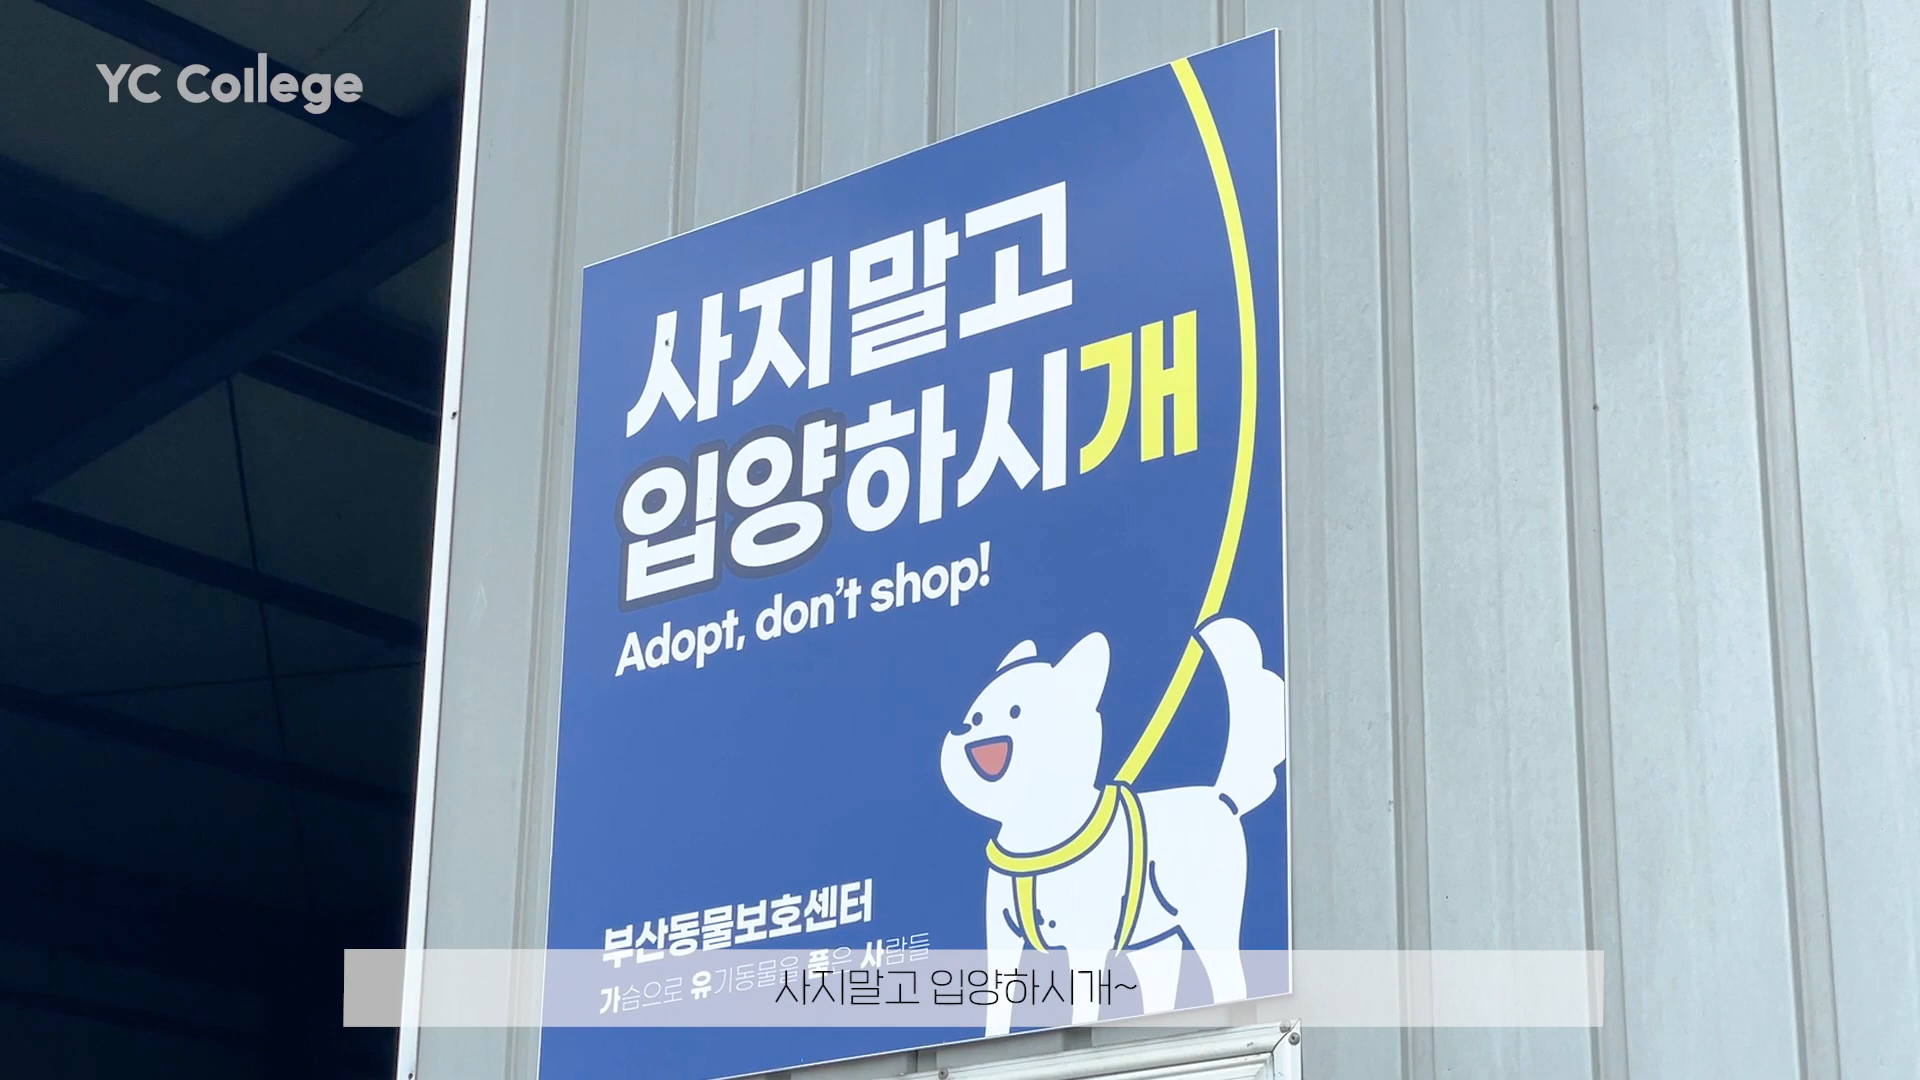 YC College
사지말고
입양하시개
Adopt, don't shop!
부산동물보호센터
가슴으로 유기동물을 품은 사람들
사지말고 입양하시개~